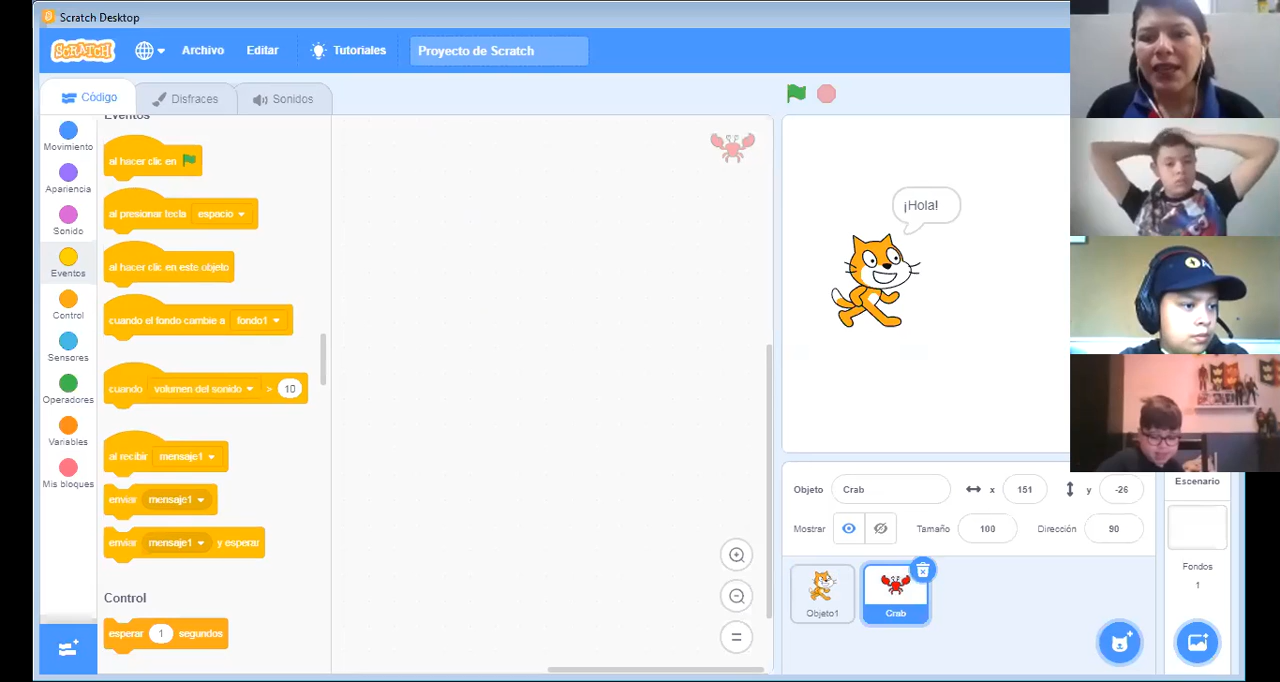 Scratch Desktop
SCRATCH
Archivo
Editar
Tutoriales
Proyecto de Scratch
Código
Disfraces
Sonidos
Movimiento
Apariencia
Sonido
Eventos
Control
Sensores
Operadores
Variables
Mis bloques
Eventos
al hacer clic en
al presionar tecla espacio
al hacer clic en este objeto
cuando el fondo cambie a fondo1
cuando volumen del sonido > 10
al recibir mensaje1
enviar mensaje1
enviar mensaje1 y esperar
Control
esperar 1 segundos
¡Hola!
Objeto Crab x 151 y -26
Mostrar Tamaño 100 Dirección 90
Objeto1
Crab
Escenario
Fondos
1